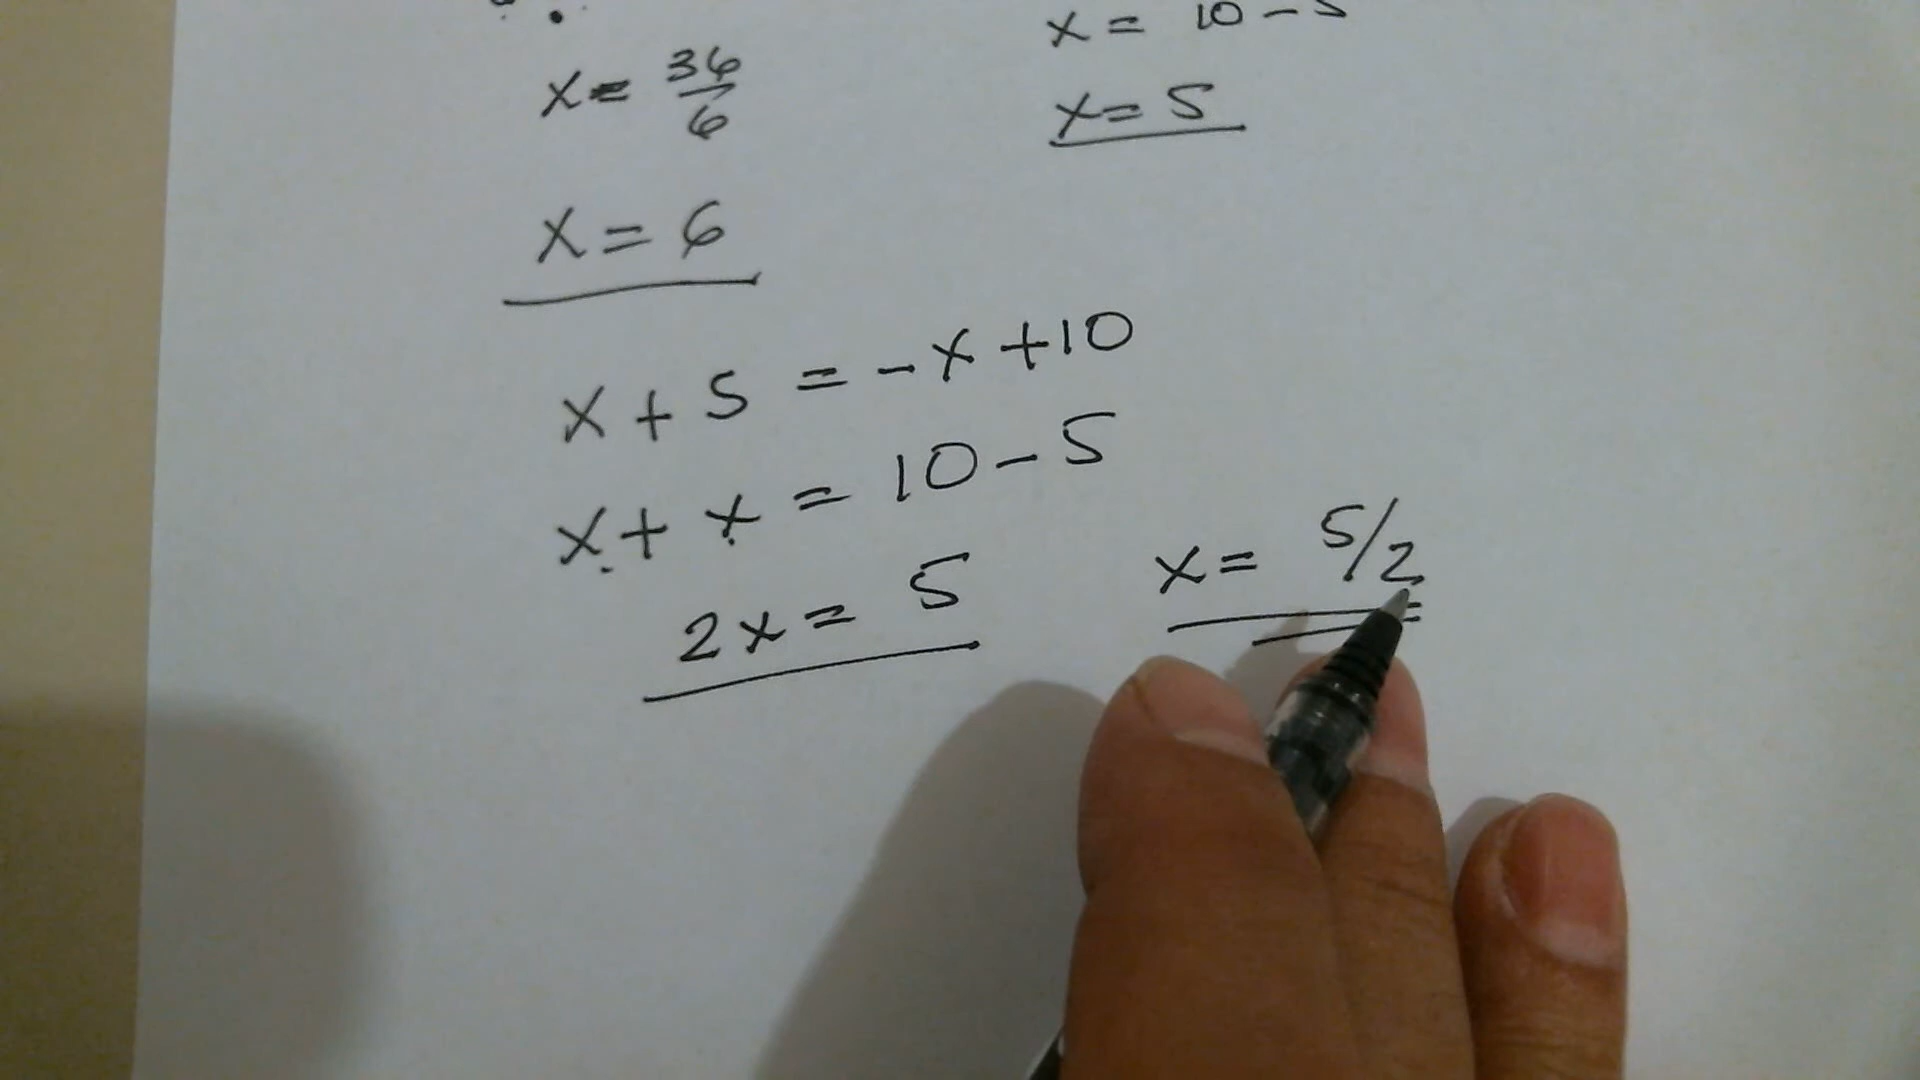 x = 36/6
x = 6
x = 10 - 5
x = 5
x + 5 = -x + 10
x + x = 10 - 5
2x = 5
x = 5/2